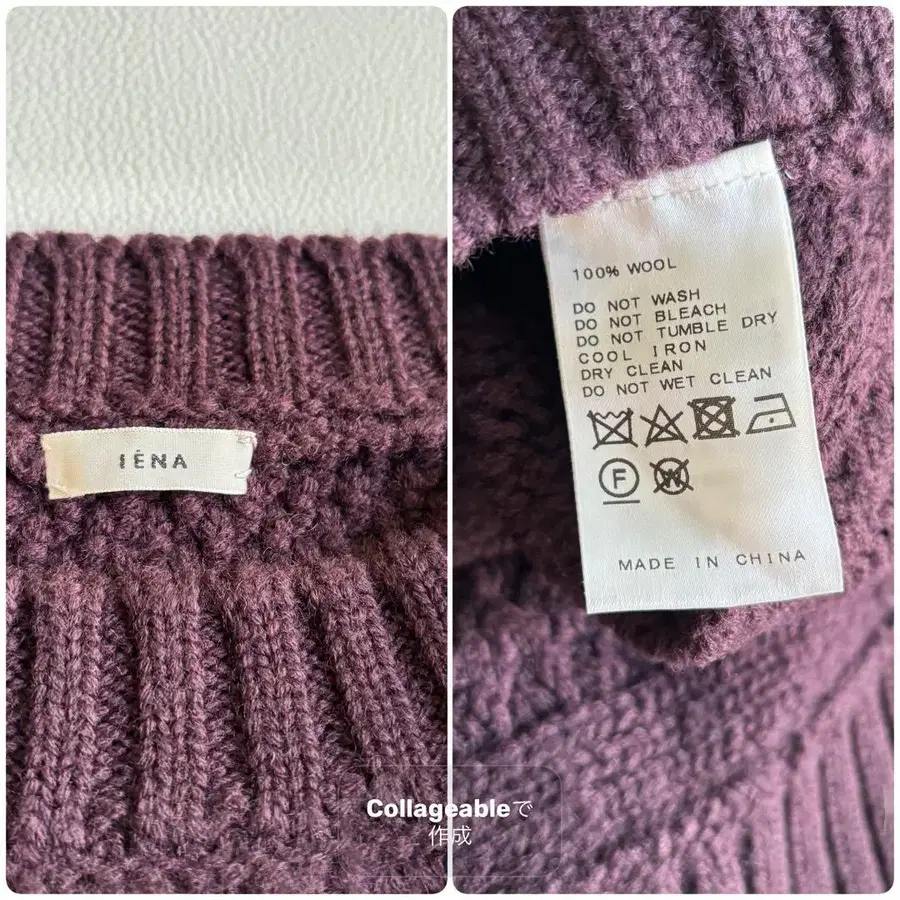 IÉNA
100% WOOL
DO NOT WASH
DO NOT BLEACH
DO NOT TUMBLE DRY
COOL IRON
DRY CLEAN
DO NOT WET CLEAN
F
W
MADE IN CHINA
Collageableで
作成